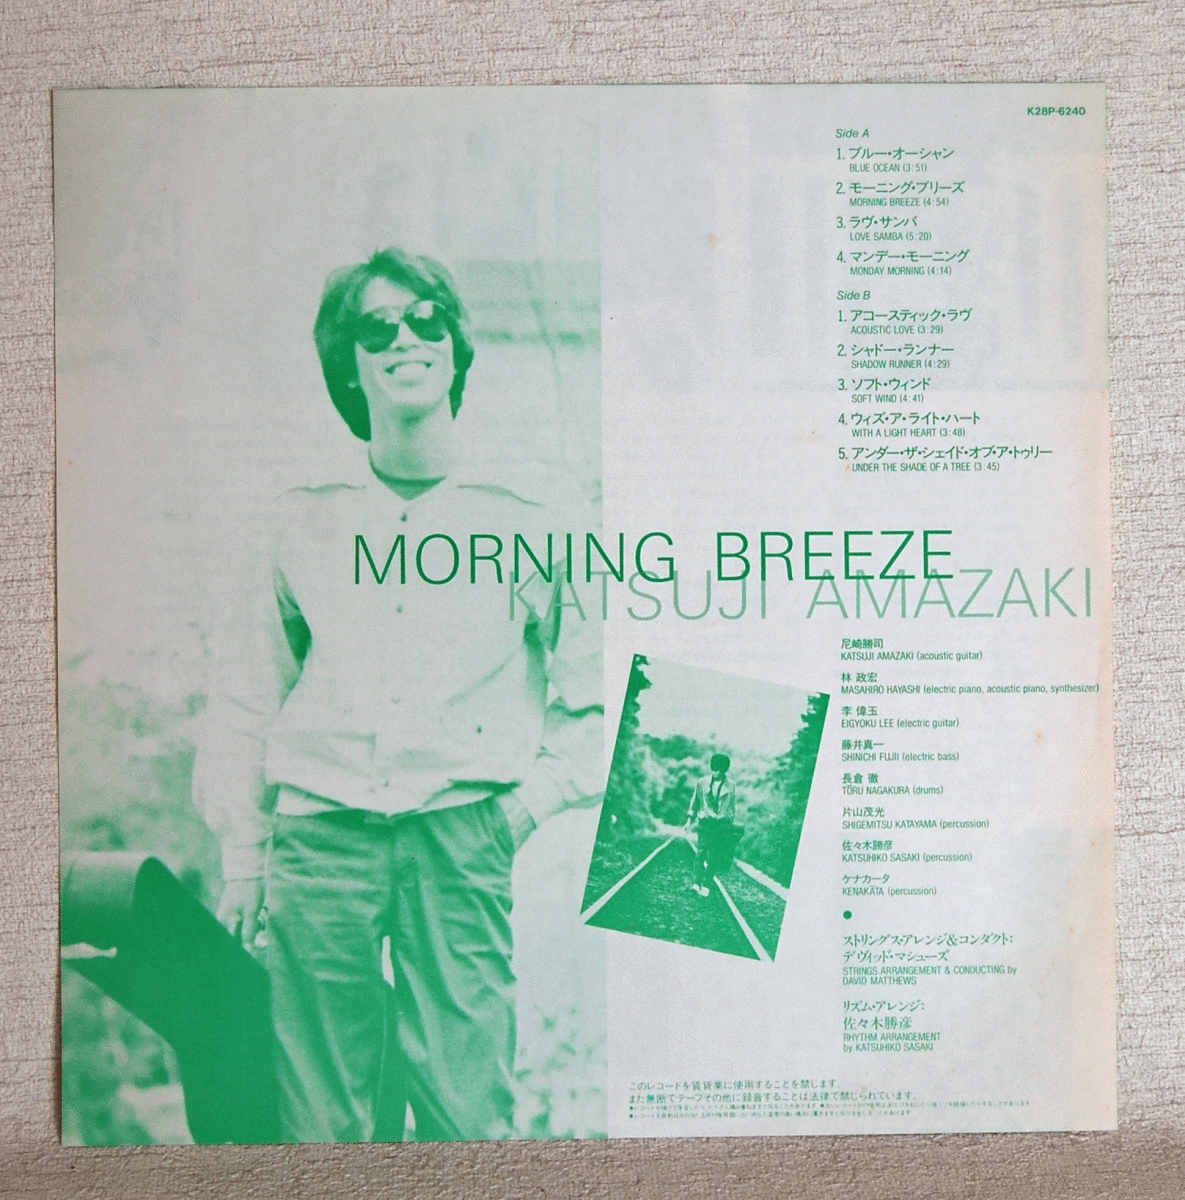 K28P-6240
Side A
1. ブルー・オーシャン
BLUE OCEAN (3:51)
2. モーニング・ブリーズ
MORNING BREEZE (4:54)
3. ラヴ・サンバ
LOVE SAMBA (5:20)
4. マンデー・モーニング
MONDAY MORNING (4:14)
Side B
1. アコースティック・ラヴ
ACOUSTIC LOVE (3:29)
2. シャドー・ランナー
SHADOW RUNNER (4:29)
3. ソフト・ウィンド
SOFT WIND (4:41)
4. ウィズ・ア・ライト・ハート
WITH A LIGHT HEART (3:48)
5. アンダー・ザ・シェイド・オブ・ア・トゥリー
UNDER THE SHADE OF A TREE (3:45)
MORNING BREEZE
KATSUJI AMAZAKI
尼崎勝司
KATSUJI AMAZAKI (acoustic guitar)
林 政宏
MASAHIRO HAYASHI (electric piano, acoustic piano, synthesizer)
李 偉玉
EIGYOKU LEE (electric guitar)
藤井真一
SHINICHI FUJII (electric bass)
長倉 徹
TŌRU NAGAKURA (drums)
片山茂光
SHIGEMITSU KATAYAMA (percussion)
佐々木勝彦
KATSUHIKO SASAKI (percussion)
ケナカータ
KENAKĀTA (percussion)
●
ストリングス・アレンジ&コンダクト:
デヴィッド・マシューズ
STRINGS ARRANGEMENT & CONDUCTING by
DAVID MATTHEWS
リズム・アレンジ:
佐々木勝彦
RHYTHM ARRANGEMENT
by KATSUHIKO SASAKI
このレコードを賃貸業に使用することを禁じます。
また無断でテープその他に録音することは法律で禁じられています。